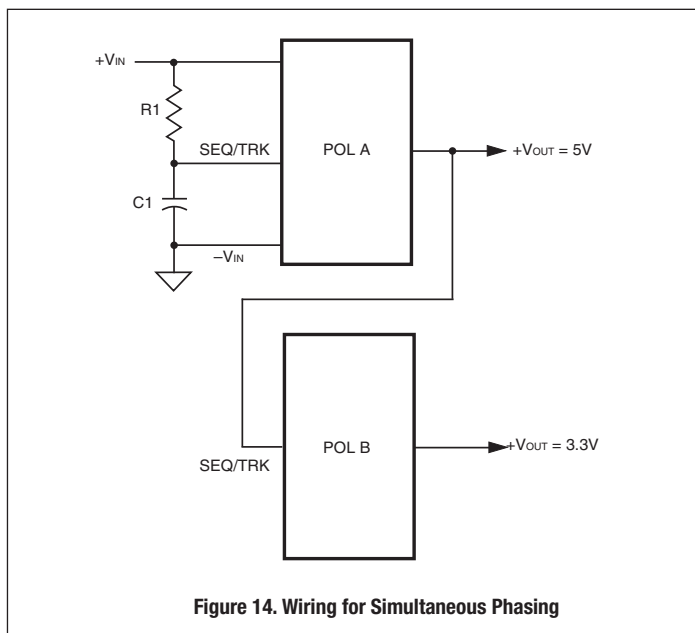 +VIN
R1
SEQ/TRK
POL A
+VOUT = 5V
C1
–VIN
POL B
+VOUT = 3.3V
SEQ/TRK
Figure 14. Wiring for Simultaneous Phasing